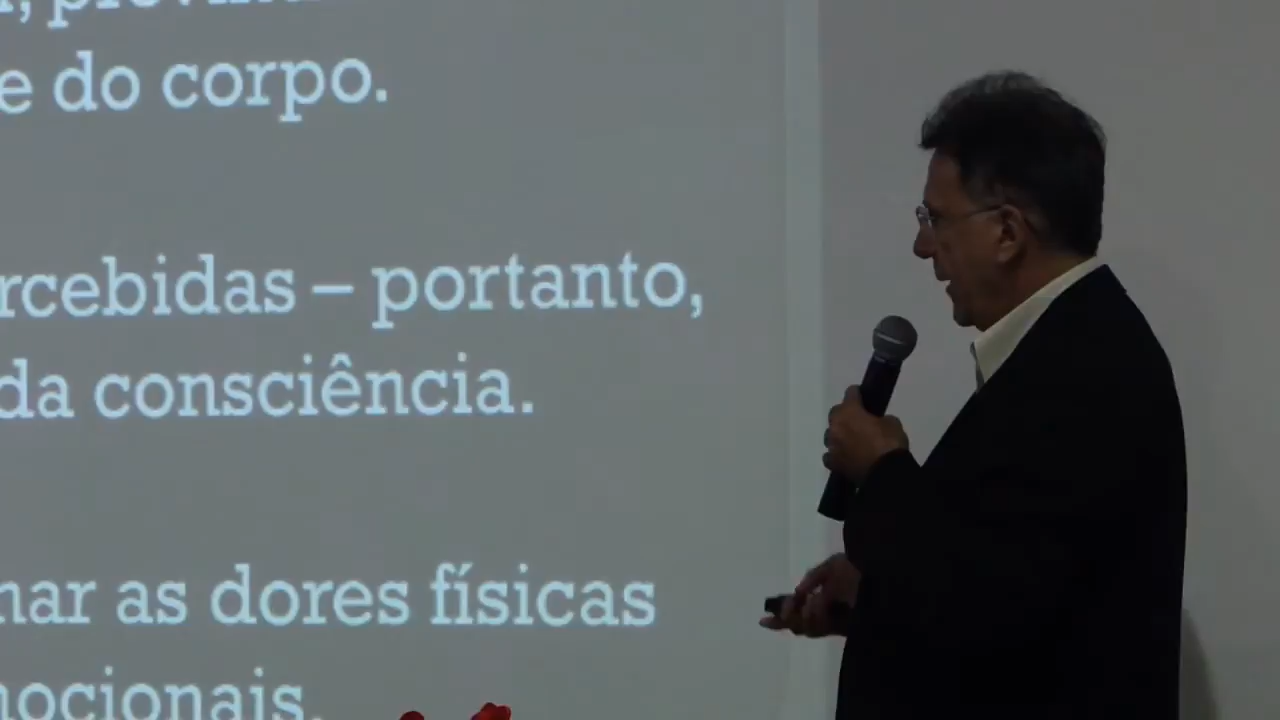 e do corpo.
rcebidas – portanto,
da consciência.
nar as dores físicas
nocionais.